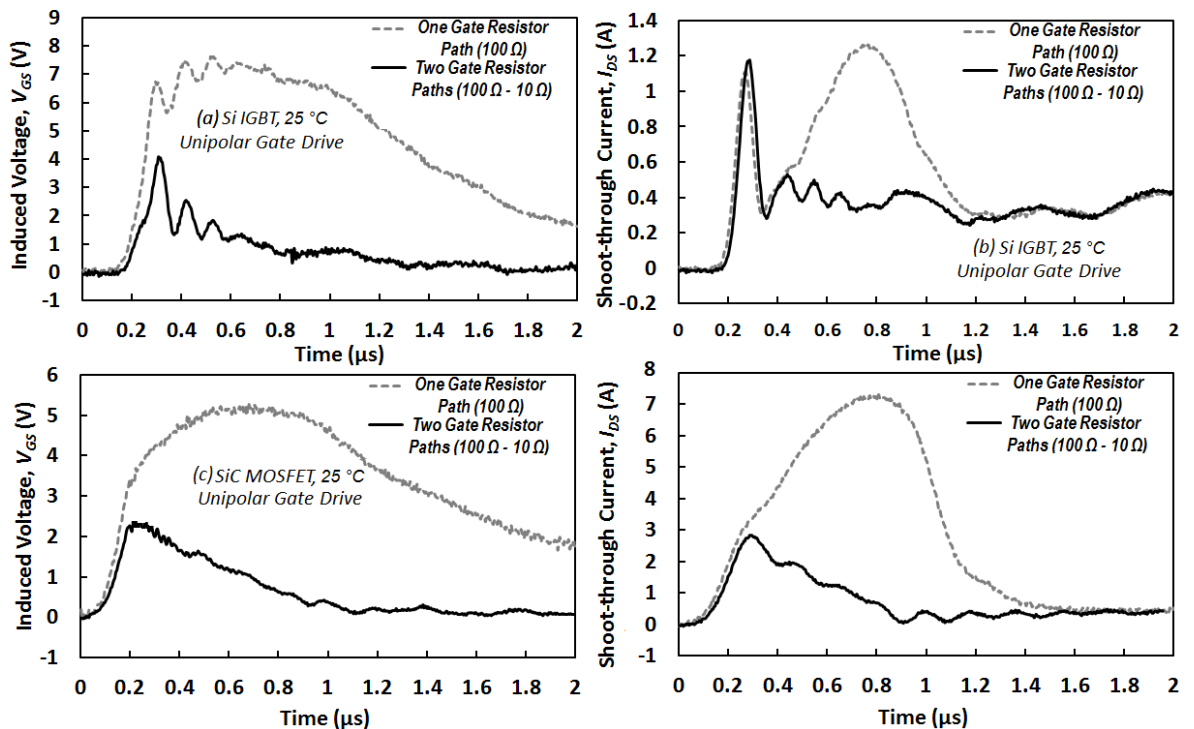 Induced Voltage, VGS (V)
9
8
7
6
5
4
3
2
1
0
-1
One Gate Resistor
Path (100 Ω)
Two Gate Resistor
Paths (100 Ω - 10 Ω)
(a) Si IGBT, 25 °C
Unipolar Gate Drive
0 0.2 0.4 0.6 0.8 1 1.2 1.4 1.6 1.8 2
Time (µs)
Shoot-through Current, IDS (A)
1.4
1.2
1
0.8
0.6
0.4
0.2
0
-0.2
One Gate Resistor
Path (100 Ω)
Two Gate Resistor
Paths (100 Ω - 10 Ω)
(b) Si IGBT, 25 °C
Unipolar Gate Drive
0 0.2 0.4 0.6 0.8 1 1.2 1.4 1.6 1.8 2
Time (µs)
Induced Voltage, VGS (V)
6
5
4
3
2
1
0
-1
One Gate Resistor
Path (100 Ω)
Two Gate Resistor
Paths (100 Ω - 10 Ω)
(c) SiC MOSFET, 25 °C
Unipolar Gate Drive
0 0.2 0.4 0.6 0.8 1 1.2 1.4 1.6 1.8 2
Time (µs)
Shoot-through Current, IDS (A)
8
7
6
5
4
3
2
1
0
-1
One Gate Resistor
Path (100 Ω)
Two Gate Resistor
Paths (100 Ω - 10 Ω)
0 0.2 0.4 0.6 0.8 1 1.2 1.4 1.6 1.8 2
Time (µs)